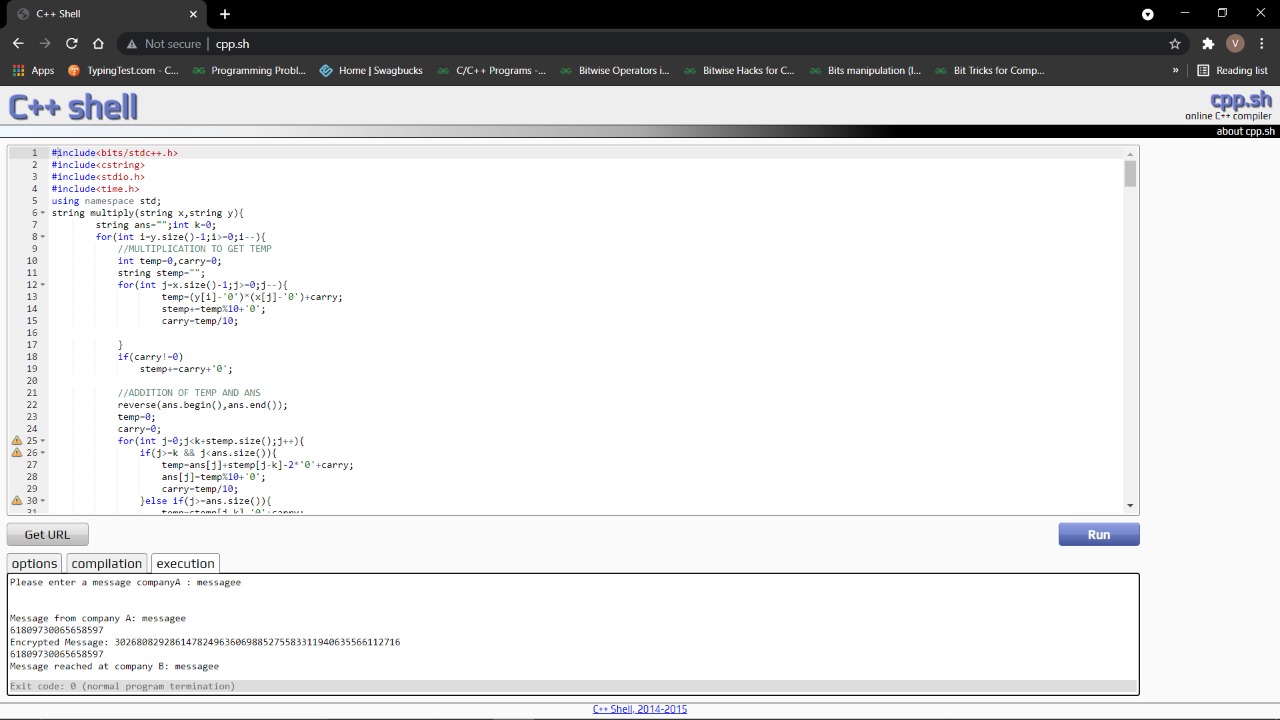 C++ Shell
Not secure | cpp.sh
V
Apps TypingTest.com - C... Programming Probl... Home | Swagbucks C/C++ Programs -... Bitwise Operators i... Bitwise Hacks for C... Bits manipulation (I... Bit Tricks for Comp... » Reading list
C++ shell
cpp.sh
online C++ compiler
about cpp.sh
1 #include<bits/stdc++.h>
2 #include<cstring>
3 #include<stdio.h>
4 #include<time.h>
5 using namespace std;
6 string multiply(string x,string y){
7 string ans="";int k=0;
8 for(int i=y.size()-1;i>=0;i--){
9 //MULTIPLICATION TO GET TEMP
10 int temp=0,carry=0;
11 string stemp="";
12 for(int j=x.size()-1;j>=0;j--){
13 temp=(y[i]-'0')*(x[j]-'0')+carry;
14 stemp+=temp%10+'0';
15 carry=temp/10;
16
17 }
18 if(carry!=0)
19 stemp+=carry+'0';
20
21 //ADDITION OF TEMP AND ANS
22 reverse(ans.begin(),ans.end());
23 temp=0;
24 carry=0;
25 for(int j=0;j<k+stemp.size();j++){
26 if(j>=k && j<ans.size()){
27 temp=ans[j]+stemp[j-k]-2*'0'+carry;
28 ans[j]=temp%10+'0';
29 carry=temp/10;
30 }else if(j>=ans.size()){
31 temp=stemp[j-k]-'0'+carry;
Get URL
Run
options compilation execution
Please enter a message companyA : messagee
Message from company A: messagee
61809730065658597
Encrypted Message: 302680829286147824963606988527558331194063556611 2716
61809730065658597
Message reached at company B: messagee
Exit code: 0 (normal program termination)
C++ Shell, 2014-2015